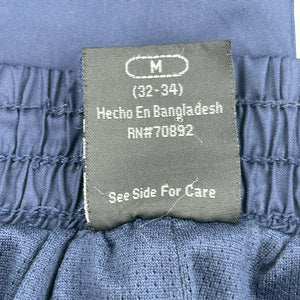 M
(32-34)
Hecho En Bangladesh
RN#70892
See Side For Care